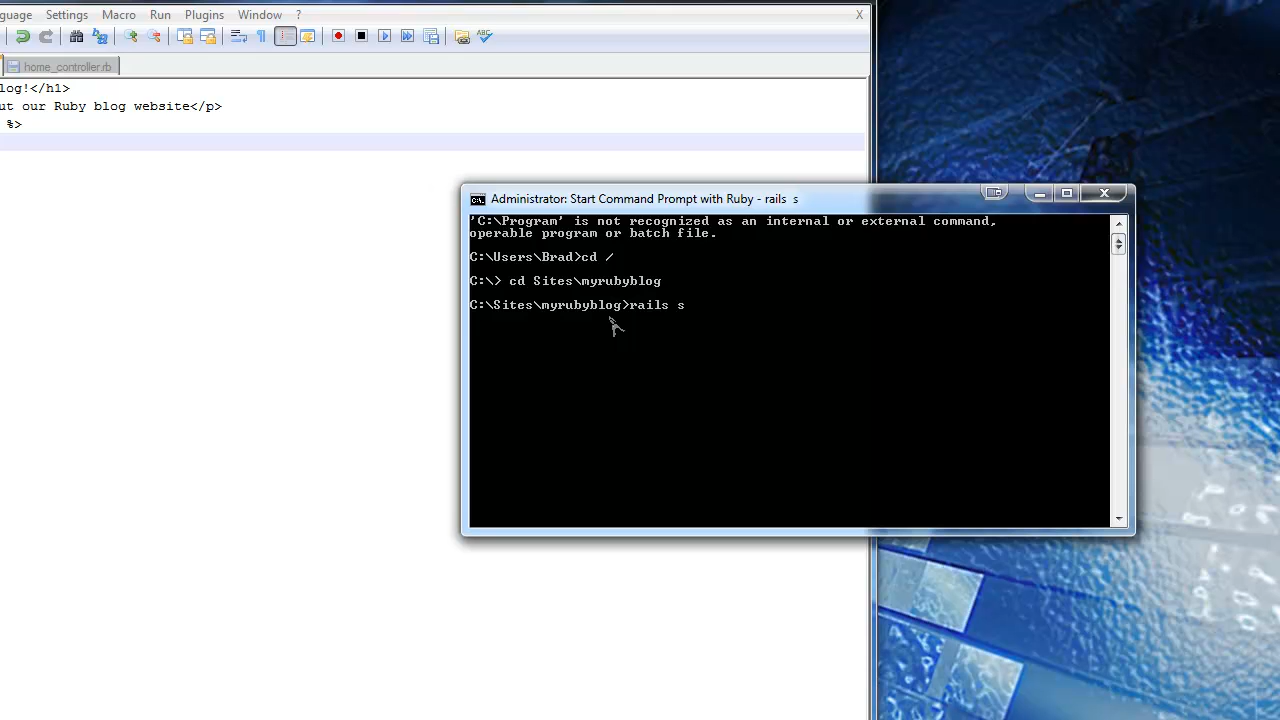 guage Settings Macro Run Plugins Window ? X
home_controller.rb
log!</h1>
ut our Ruby blog website</p>
%>
Administrator: Start Command Prompt with Ruby - rails  s
'C:\Program' is not recognized as an internal or external command,
operable program or batch file.
C:\Users\Brad>cd /
C:\> cd Sites\myrubyblog
C:\Sites\myrubyblog>rails s